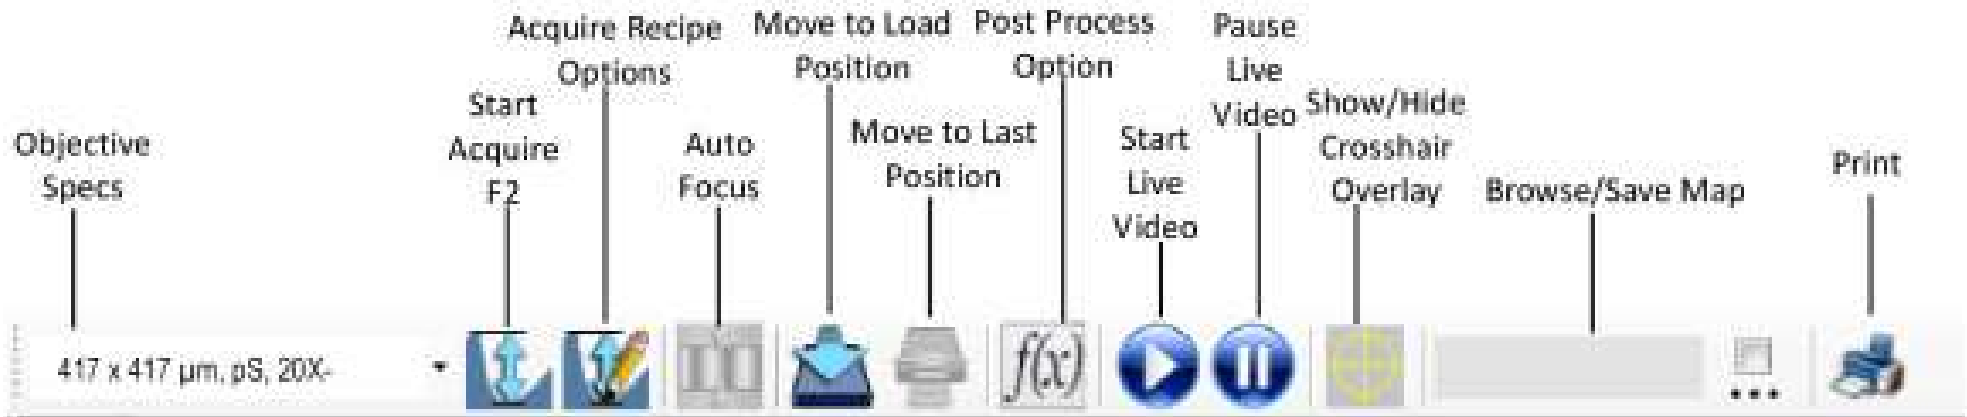 Acquire Recipe
Options
Move to Load
Position
Post Process
Option
Pause
Live
Video
Start
Acquire
F2
Show/Hide
Crosshair
Overlay
Objective
Specs
Auto
Focus
Move to Last
Position
Start
Live
Video
Browse/Save Map
Print
417 x 417 µm, pS, 20X-
f(x)
...